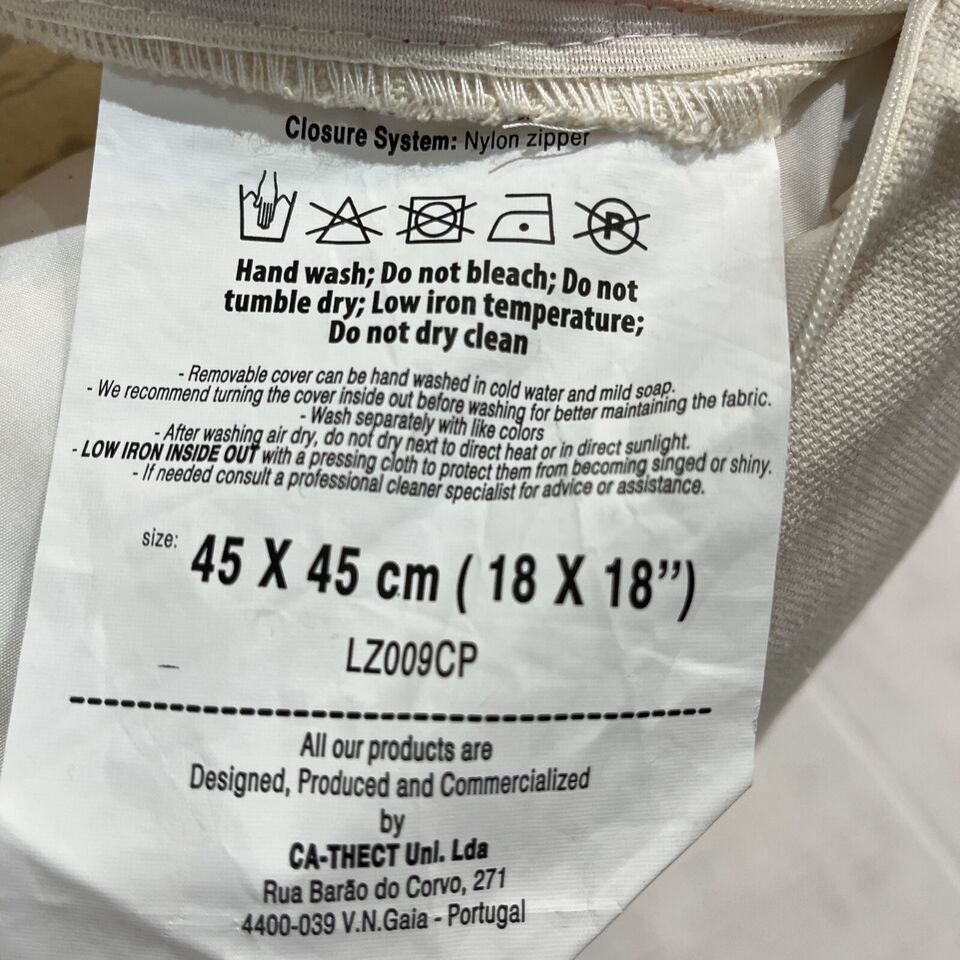 Closure System: Nylon zipper
P
Hand wash; Do not bleach; Do not
tumble dry; Low iron temperature;
Do not dry clean
- Removable cover can be hand washed in cold water and mild soap.
- We recommend turning the cover inside out before washing for better maintaining the fabric.
- Wash separately with like colors
- After washing air dry, do not dry next to direct heat or in direct sunlight.
- LOW IRON INSIDE OUT with a pressing cloth to protect them from becoming singed or shiny.
- If needed consult a professional cleaner specialist for advice or assistance.
size: 45 X 45 cm ( 18 X 18”)
LZ009CP
All our products are
Designed, Produced and Commercialized
by
CA-THECT Uni. Lda
Rua Barão do Corvo, 271
4400-039 V.N.Gaia - Portugal